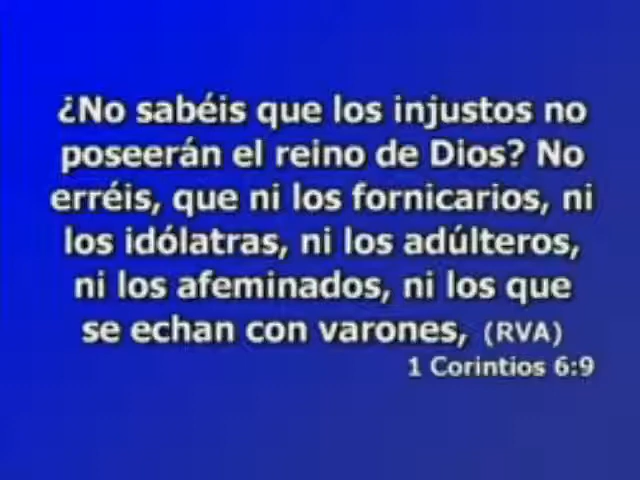 ¿No sabéis que los injustos no
poseerán el reino de Dios? No
erréis, que ni los fornicarios, ni
los idólatras, ni los adúlteros,
ni los afeminados, ni los que
se echan con varones, (RVA)
1 Corintios 6:9